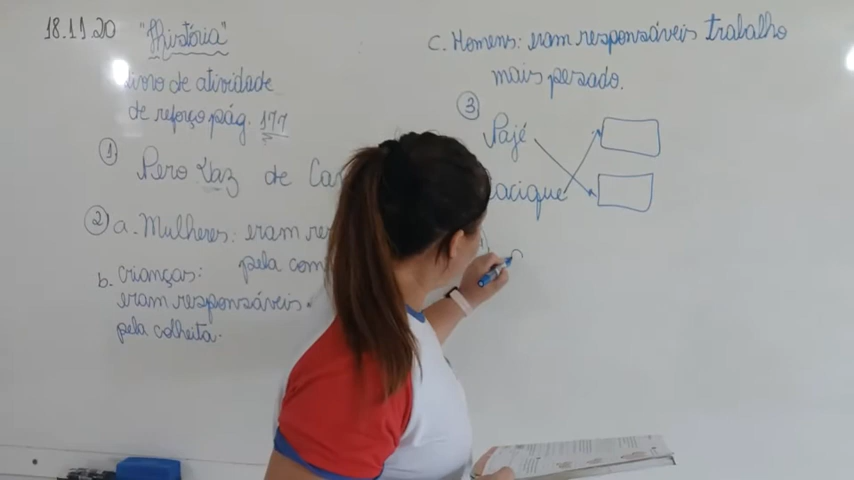 18.11.20 "História"
livro de atividade
de reforço pág. 177
① Pero Vaz de Ca
② a. Mulheres: eram re
pela com
b. crianças:
eram responsáveis
pela colheita.
c. Homens: eram responsáveis trabalho
mais pesado.
③
Pajé
acique